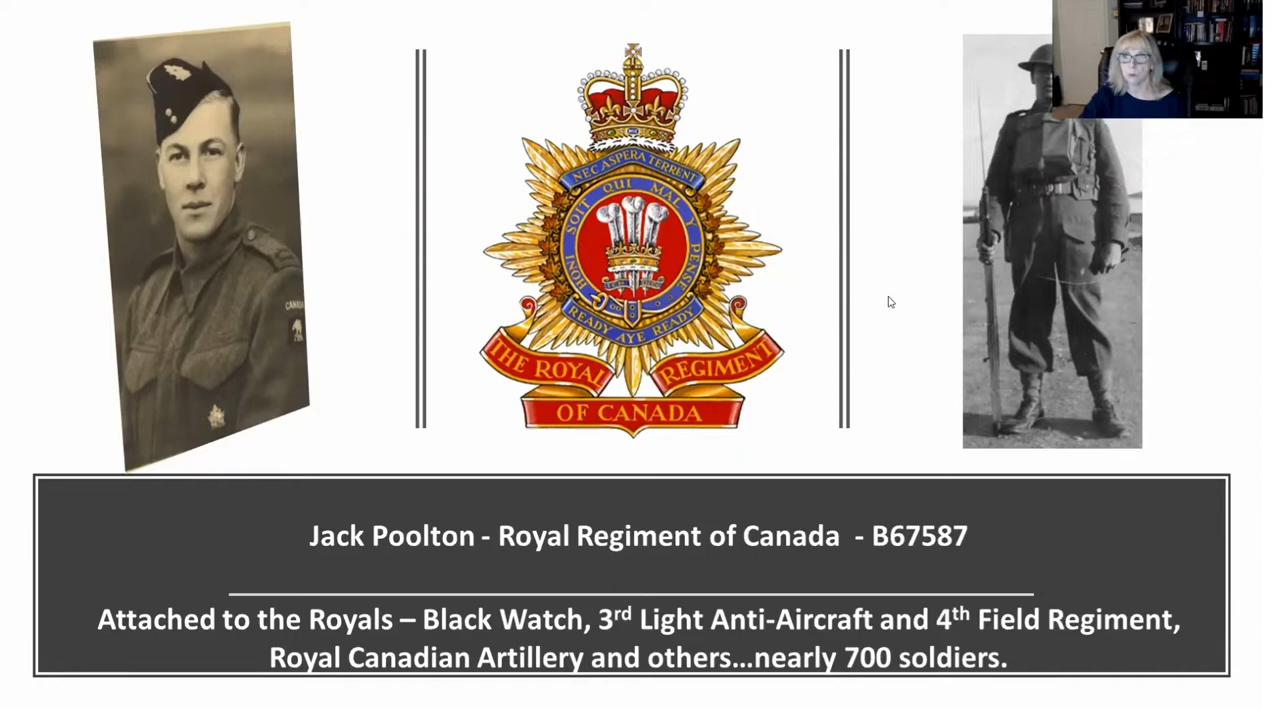 CANADA
NEC ASPERA TERRENT
HONI SOIT QUI MAL Y PENSE
READY AYE READY
THE ROYAL REGIMENT
OF CANADA
Jack Poolton - Royal Regiment of Canada - B67587
Attached to the Royals – Black Watch, 3rd Light Anti-Aircraft and 4th Field Regiment,
Royal Canadian Artillery and others…nearly 700 soldiers.